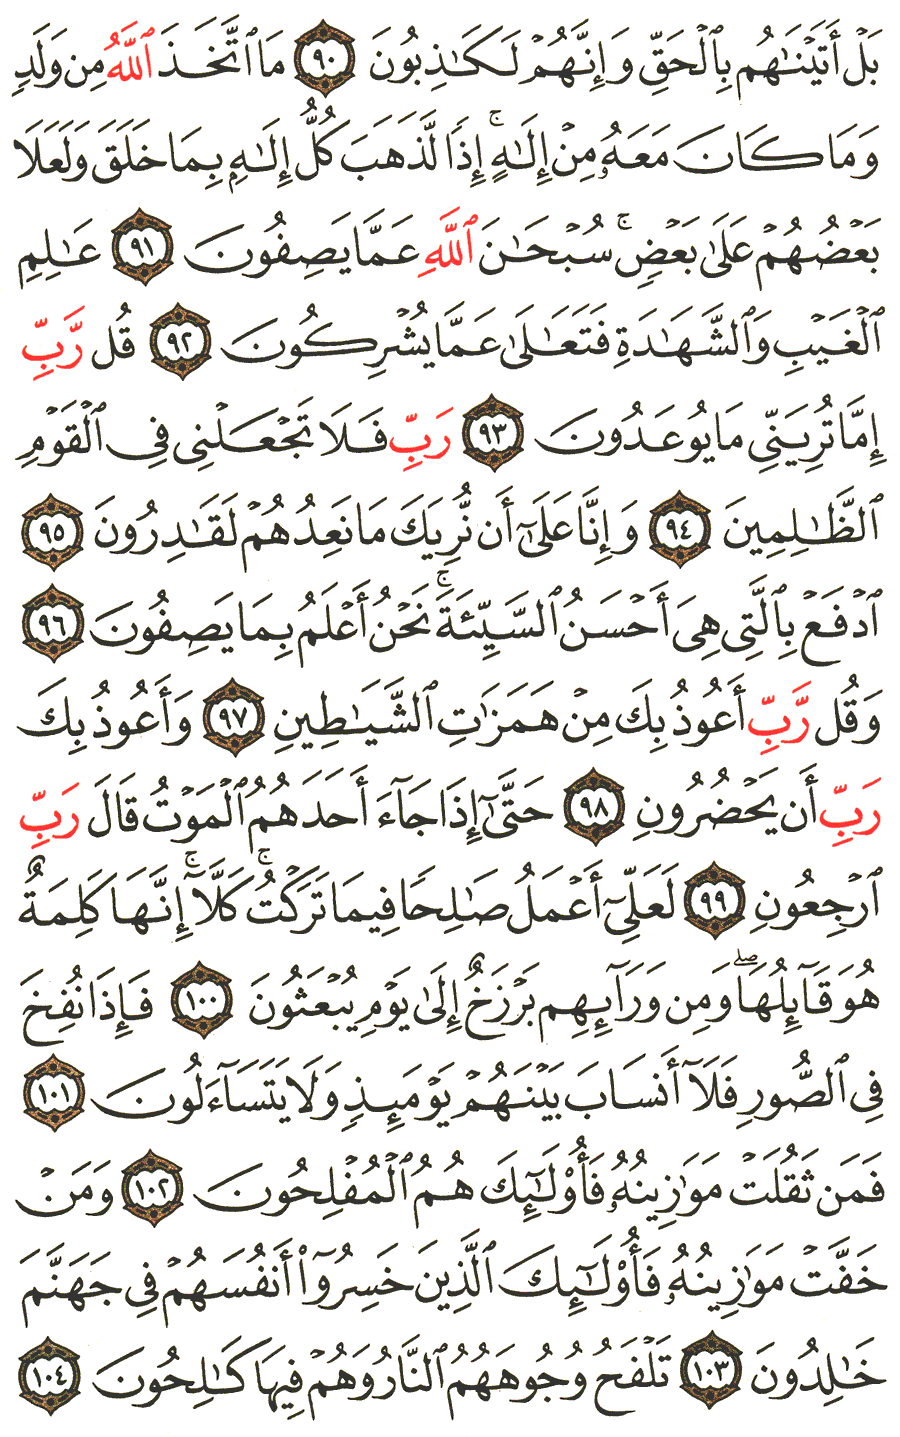 بَلْ أَتَيْنَٰهُم بِٱلْحَقِّ وَإِنَّهُمْ لَكَٰذِبُونَ ٩٠ مَا ٱتَّخَذَ ٱللَّهُ مِن وَلَدٍ
وَمَا كَانَ مَعَهُۥ مِنْ إِلَٰهٍ ۚ إِذًا لَّذَهَبَ كُلُّ إِلَٰهٍۭ بِمَا خَلَقَ وَلَعَلَا
بَعْضُهُمْ عَلَىٰ بَعْضٍ ۚ سُبْحَٰنَ ٱللَّهِ عَمَّا يَصِفُونَ ٩١ عَٰلِمِ
ٱلْغَيْبِ وَٱلشَّهَٰدَةِ فَتَعَٰلَىٰ عَمَّا يُشْرِكُونَ ٩٢ قُل رَّبِّ
إِمَّا تُرِيَنِّى مَا يُوعَدُونَ ٩٣ رَبِّ فَلَا تَجْعَلْنِى فِى ٱلْقَوْمِ
ٱلظَّٰلِمِينَ ٩٤ وَإِنَّا عَلَىٰٓ أَن نُّرِيَكَ مَا نَعِدُهُمْ لَقَٰدِرُونَ ٩٥
ٱدْفَعْ بِٱلَّتِى هِىَ أَحْسَنُ ٱلسَّيِّئَةَ ۚ نَحْنُ أَعْلَمُ بِمَا يَصِفُونَ ٩٦
وَقُل رَّبِّ أَعُوذُ بِكَ مِنْ هَمَزَٰتِ ٱلشَّيَٰطِينِ ٩٧ وَأَعُوذُ بِكَ
رَبِّ أَن يَحْضُرُونِ ٩٨ حَتَّىٰٓ إِذَا جَآءَ أَحَدَهُمُ ٱلْمَوْتُ قَالَ رَبِّ
ٱرْجِعُونِ ٩٩ لَعَلِّىٓ أَعْمَلُ صَٰلِحًا فِيمَا تَرَكْتُ ۚ كَلَّآ ۚ إِنَّهَا كَلِمَةٌ
هُوَ قَآئِلُهَا ۖ وَمِن وَرَآئِهِم بَرْزَخٌ إِلَىٰ يَوْمِ يُبْعَثُونَ ١٠٠ فَإِذَا نُفِخَ
فِى ٱلصُّورِ فَلَآ أَنسَابَ بَيْنَهُمْ يَوْمَئِذٍ وَلَا يَتَسَآءَلُونَ ١٠١
فَمَن ثَقُلَتْ مَوَٰزِينُهُۥ فَأُو۟لَٰٓئِكَ هُمُ ٱلْمُفْلِحُونَ ١٠٢ وَمَنْ
خَفَّتْ مَوَٰزِينُهُۥ فَأُو۟لَٰٓئِكَ ٱلَّذِينَ خَسِرُوٓا۟ أَنفُسَهُمْ فِى جَهَنَّمَ
خَٰلِدُونَ ١٠٣ تَلْفَحُ وُجُوهَهُمُ ٱلنَّارُ وَهُمْ فِيهَا كَٰلِحُونَ ١٠٤